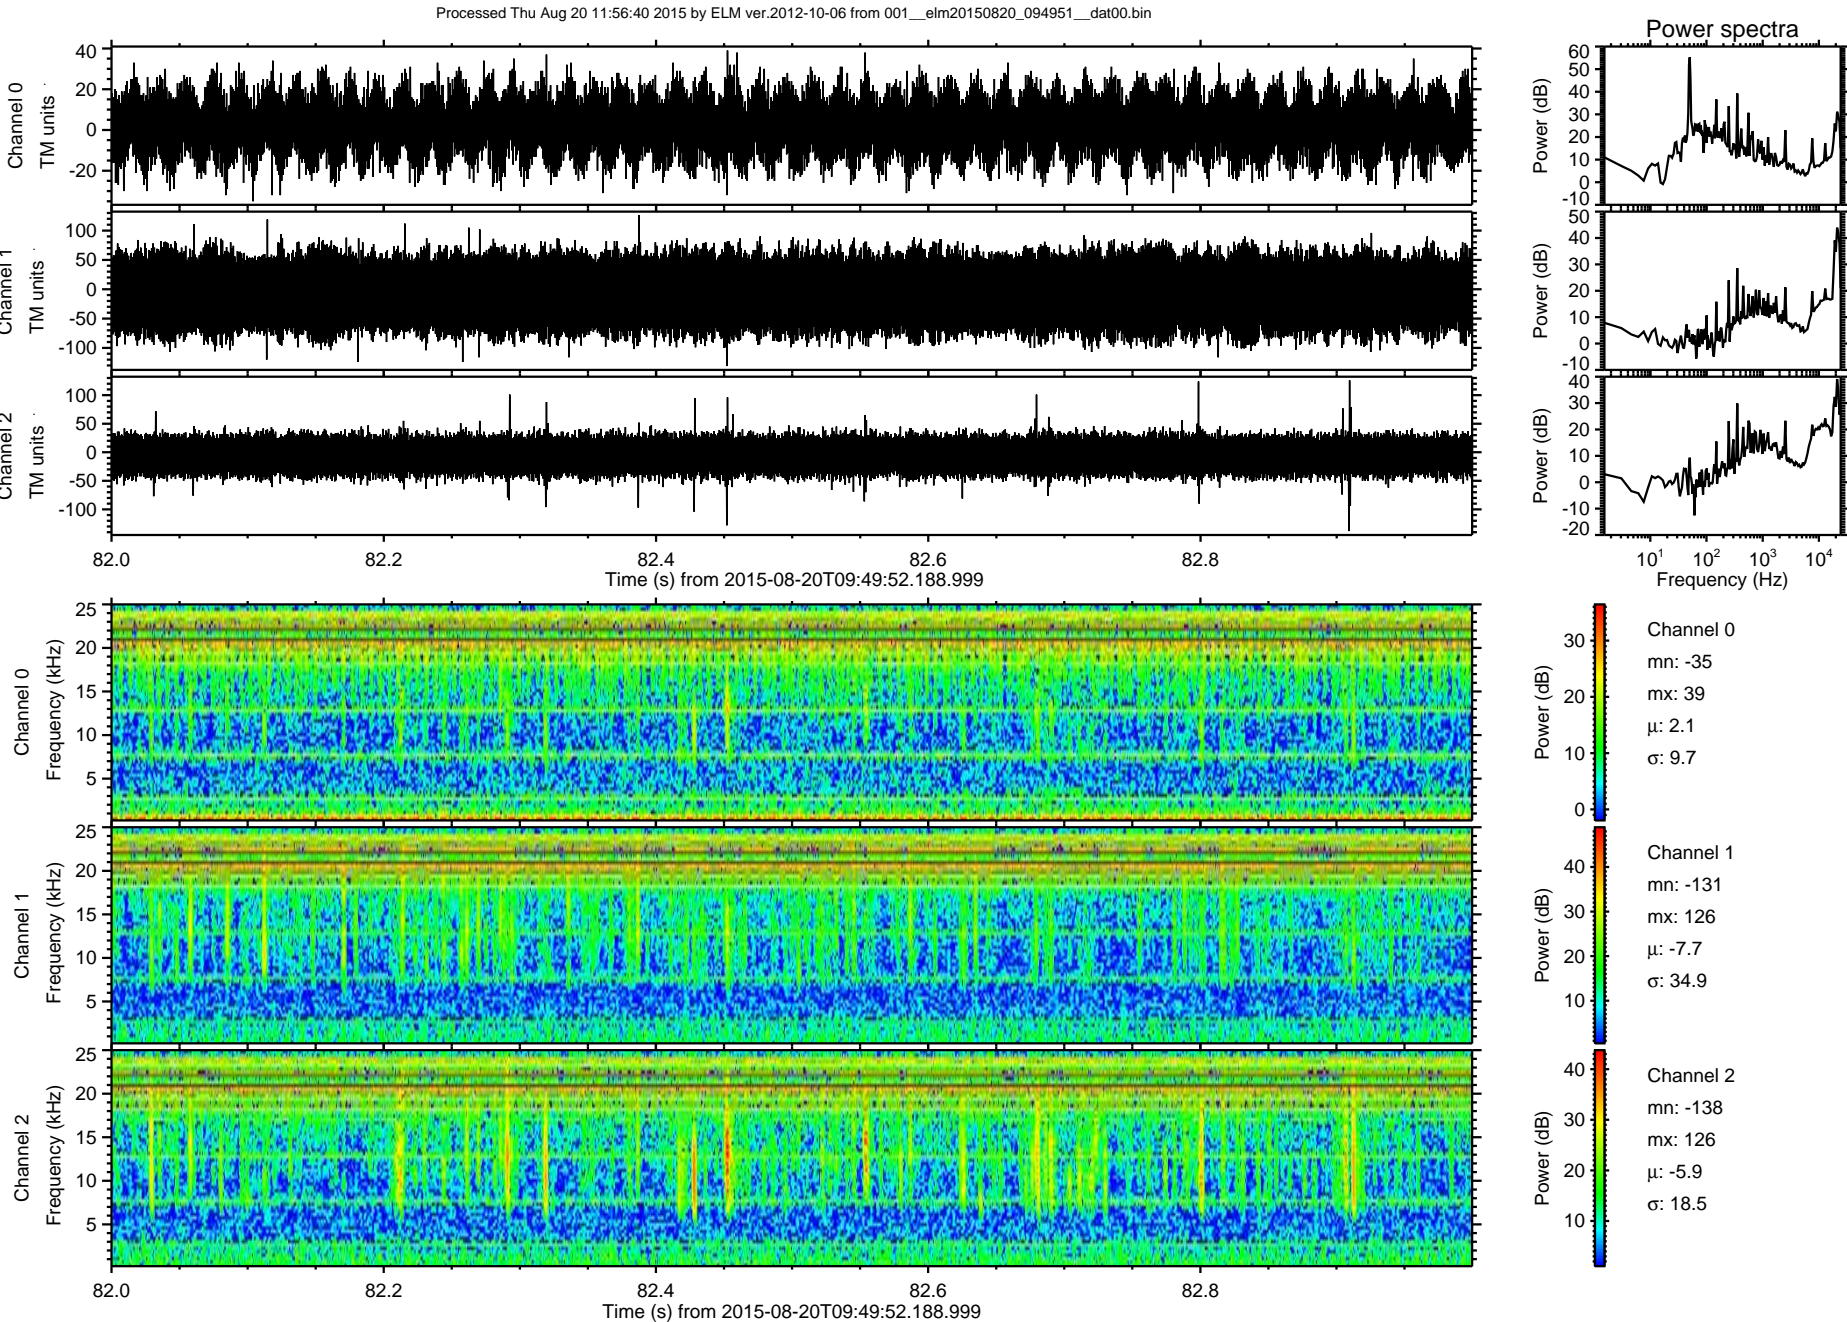 Processed Thu Aug 20 11:56:40 2015 by ELM ver.2012-10-06 from 001__elm20150820_094951__dat00.bin
Power spectra
Channel 0
TM units
40
20
0
-20
Power (dB)
60
50
40
30
20
10
0
-10
Channel 1
TM units
100
50
0
-50
-100
Power (dB)
50
40
30
20
10
0
-10
Channel 2
TM units
100
50
0
-50
-100
Power (dB)
40
30
20
10
0
-10
-20
82.0 82.2 82.4 82.6 82.8
Time (s) from 2015-08-20T09:49:52.188.999
10¹ 10² 10³ 10⁴
Frequency (Hz)
Channel 0
Frequency (kHz)
25
20
15
10
5
Power (dB)
30
20
10
0
Channel 0
mn: -35
mx: 39
μ: 2.1
σ: 9.7
Channel 1
Frequency (kHz)
25
20
15
10
5
Power (dB)
40
30
20
10
Channel 1
mn: -131
mx: 126
μ: -7.7
σ: 34.9
Channel 2
Frequency (kHz)
25
20
15
10
5
Power (dB)
40
30
20
10
Channel 2
mn: -138
mx: 126
μ: -5.9
σ: 18.5
82.0 82.2 82.4 82.6 82.8
Time (s) from 2015-08-20T09:49:52.188.999